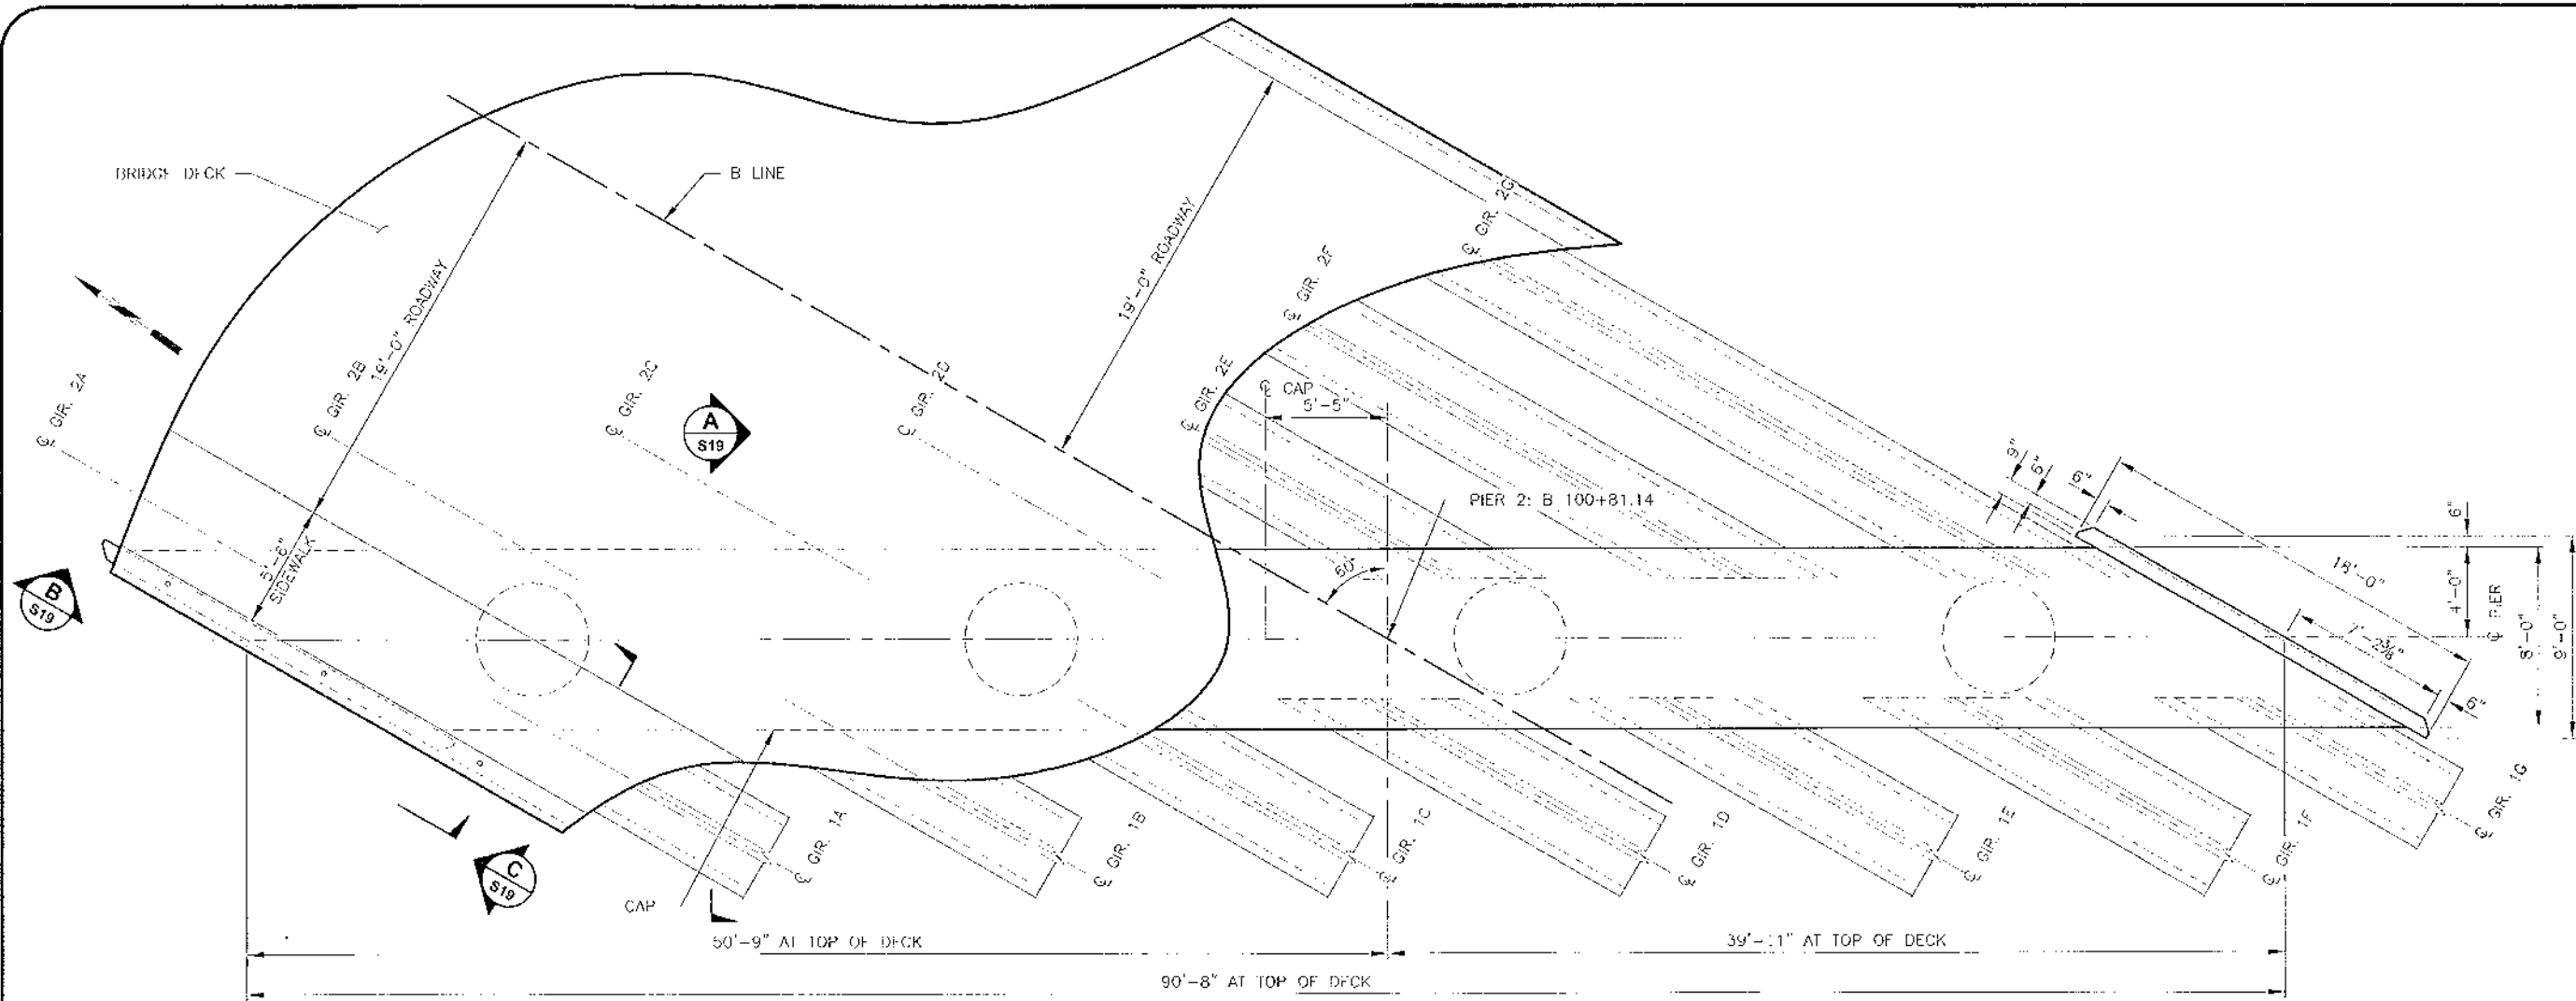 BRIDGE DECK
B LINE
19'-0" ROADWAY
19'-0" ROADWAY
5'-6"
SIDEWALK
℄ GIR. 2A
℄ GIR. 2B
℄ GIR. 2C
℄ GIR. 2D
℄ GIR. 2E
℄ GIR. 2F
℄ GIR. 2G
A
S19
B
S19
C
S19
℄ CAP
5'-5"
PIER 2: B 100+81.14
60°
9"
6"
6"
18'-0"
7'-2⅜"
6"
6"
4'-0"
℄ PIER
8'-0"
9'-0"
℄ GIR. 1A
℄ GIR. 1B
℄ GIR. 1C
℄ GIR. 1D
℄ GIR. 1E
℄ GIR. 1F
℄ GIR. 1G
CAP
50'-9" AT TOP OF DECK
39'-11" AT TOP OF DECK
90'-8" AT TOP OF DECK